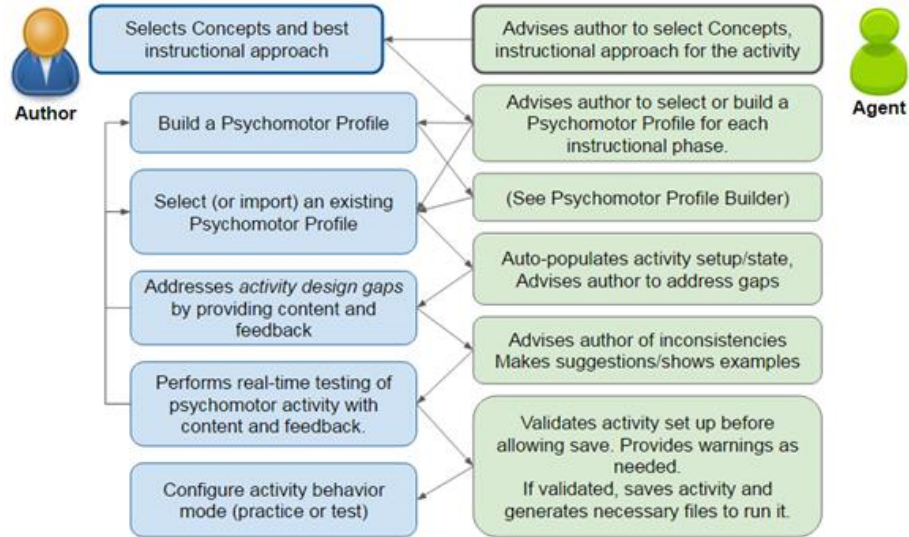 Selects Concepts and best
instructional approach
Advises author to select Concepts,
instructional approach for the activity
Author
Agent
Build a Psychomotor Profile
Advises author to select or build a
Psychomotor Profile for each
instructional phase.
Select (or import) an existing
Psychomotor Profile
(See Psychomotor Profile Builder)
Auto-populates activity setup/state,
Advises author to address gaps
Addresses activity design gaps
by providing content and
feedback
Advises author of inconsistencies
Makes suggestions/shows examples
Performs real-time testing of
psychomotor activity with
content and feedback.
Validates activity set up before
allowing save. Provides warnings as
needed.
If validated, saves activity and
generates necessary files to run it.
Configure activity behavior
mode (practice or test)